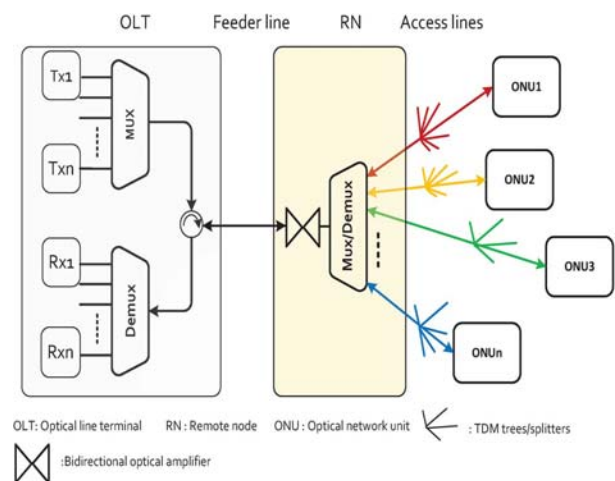 OLT Feeder line RN Access lines
Tx1
MUX
Txn
Rx1
Demux
Rxn
Mux/Demux
ONU1
ONU2
ONU3
ONUn
OLT: Optical line terminal RN : Remote node ONU : Optical network unit : TDM trees/splitters
:Bidirectional optical amplifier